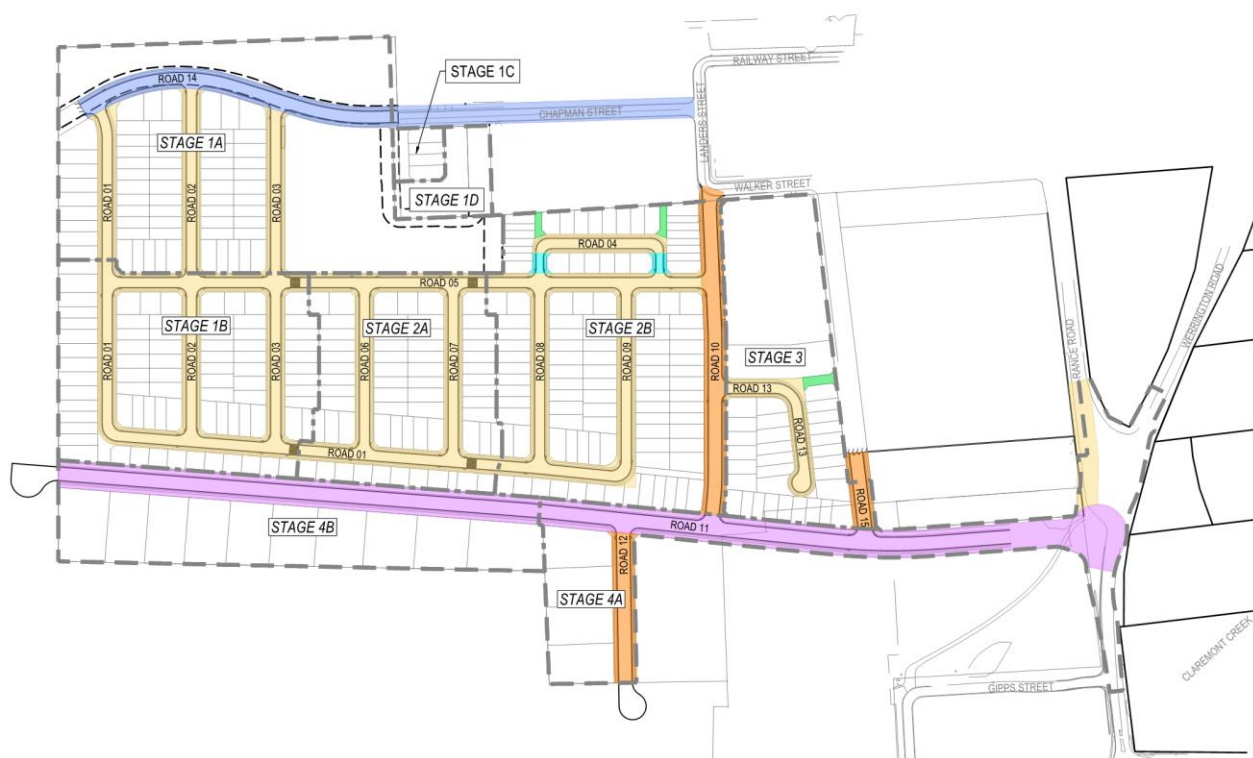 RAILWAY STREET
ROAD 14
STAGE 1C
CHAPMAN STREET
LANDERS STREET
STAGE 1A
WALKER STREET
ROAD 01
ROAD 02
ROAD 03
STAGE 1D
ROAD 04
ROAD 05
WERRINGTON ROAD
RANCE ROAD
STAGE 1B
STAGE 2A
STAGE 2B
ROAD 01
ROAD 02
ROAD 03
ROAD 06
ROAD 07
ROAD 08
ROAD 09
ROAD 10
STAGE 3
ROAD 13
ROAD 13
ROAD 01
ROAD 15
STAGE 4B
ROAD 11
ROAD 12
STAGE 4A
CLAREMONT CREEK
GIPPS STREET